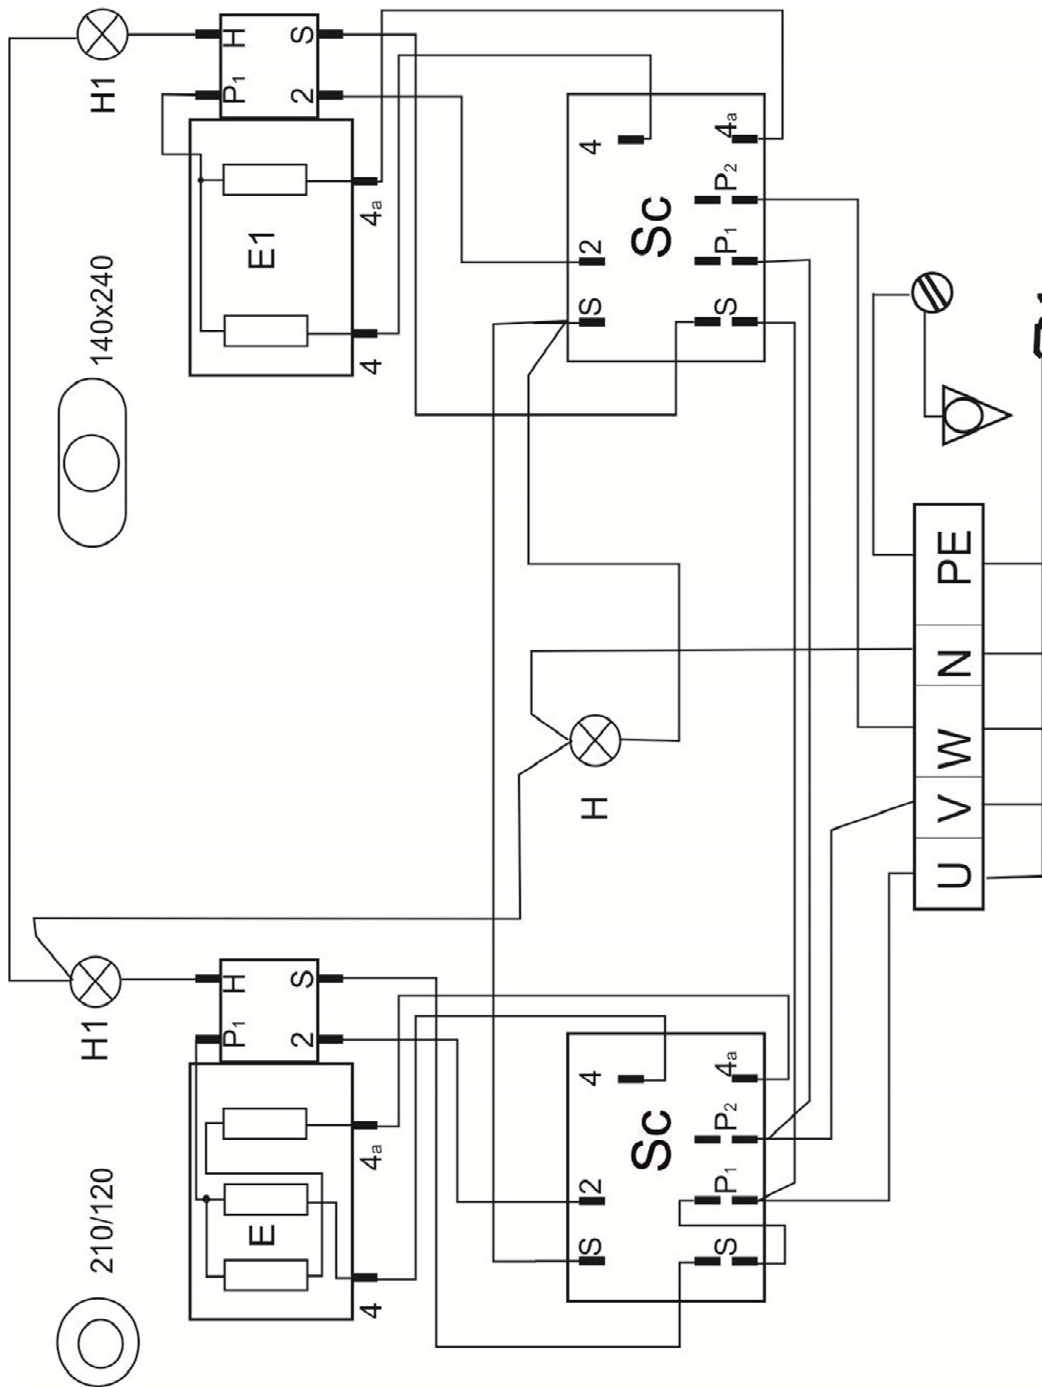 210/120 H1 140x240 H1
P1 H P1 H
E E1
2 S 2 S
4 4a 4 4a
S 2 4 H S 2 4
Sc Sc
S P1 P2 4a S P1 P2 4a
U V W N PE